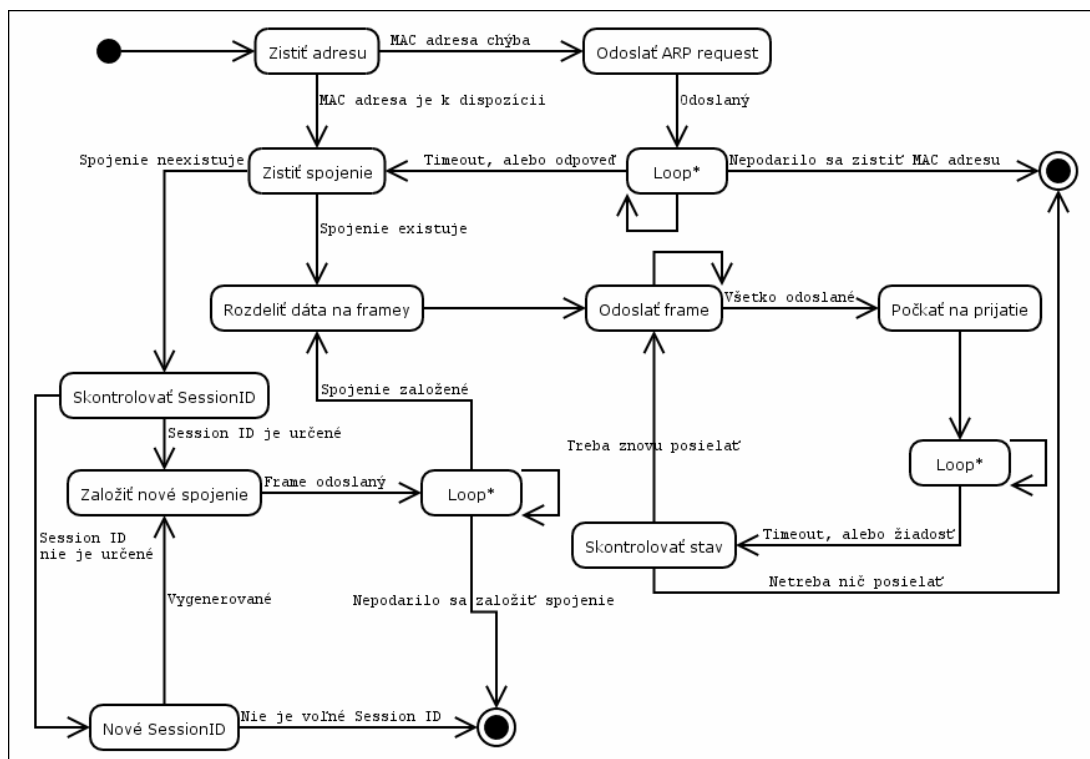 Zistiť adresu
MAC adresa chýba
Odoslať ARP request
MAC adresa je k dispozícii
Odoslaný
Spojenie neexistuje
Zistiť spojenie
Timeout, alebo odpoveď
Loop*
Nepodarilo sa zistiť MAC adresu
Spojenie existuje
Rozdeliť dáta na framey
Odoslať frame
Všetko odoslané
Počkať na prijatie
Skontrolovať SessionID
Spojenie založené
Session ID je určené
Treba znovu posielať
Založiť nové spojenie
Frame odoslaný
Loop*
Loop*
Session ID
nie je určené
Skontrolovať stav
Timeout, alebo žiadosť
Netreba nič posielať
Vygenerované
Nepodarilo sa založiť spojenie
Nové SessionID
Nie je voľné Session ID